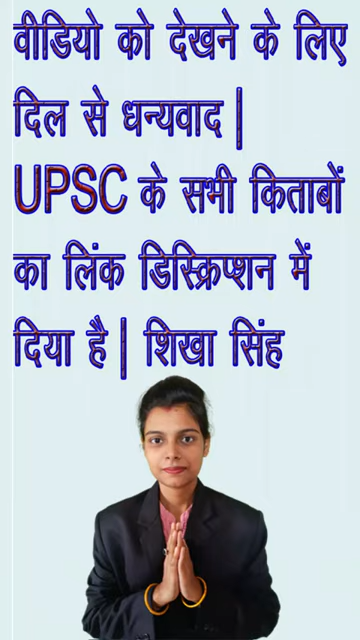 वीडियो को देखने के लिए
दिल से धन्यवाद |
UPSC के सभी किताबों
का लिंक डिस्क्रिप्शन में
दिया है | शिखा सिंह